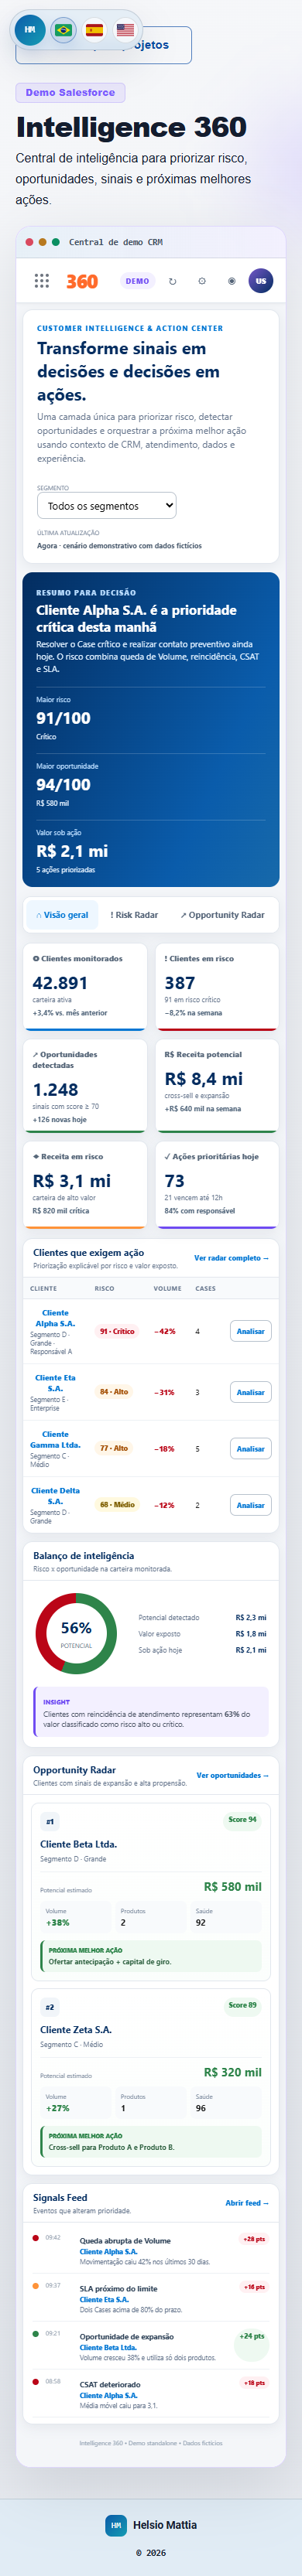 HM
ojetos
Demo Salesforce
Intelligence 360
Central de inteligência para priorizar risco,
oportunidades, sinais e próximas melhores
ações.
Central de demo CRM
360
DEMO
US
CUSTOMER INTELLIGENCE & ACTION CENTER
Transforme sinais em
decisões e decisões em
ações.
Uma camada única para priorizar risco, detectar
oportunidades e orquestrar a próxima melhor ação
usando contexto de CRM, atendimento, dados e
experiência.
SEGMENTO
Todos os segmentos
ÚLTIMA ATUALIZAÇÃO
Agora · cenário demonstrativo com dados fictícios
RESUMO PARA DECISÃO
Cliente Alpha S.A. é a prioridade
crítica desta manhã
Resolver o Case crítico e realizar contato preventivo ainda
hoje. O risco combina queda de Volume, reincidência, CSAT
e SLA.
Maior risco
91/100
Crítico
Maior oportunidade
94/100
R$ 580 mil
Valor sob ação
R$ 2,1 mi
5 ações priorizadas
Visão geral
! Risk Radar
↗ Opportunity Radar
Clientes monitorados
42.891
carteira ativa
+3,4% vs. mês anterior
! Clientes em risco
387
91 em risco crítico
−8,2% na semana
↗ Oportunidades
detectadas
1.248
sinais com score ≥ 70
+126 novas hoje
R$ Receita potencial
R$ 8,4 mi
cross-sell e expansão
+R$ 640 mil na semana
Receita em risco
R$ 3,1 mi
carteira de alto valor
R$ 820 mil crítica
✓ Ações prioritárias hoje
73
21 vencem até 12h
84% com responsável
Clientes que exigem ação
Priorização explicável por risco e valor exposto.
Ver radar completo →
CLIENTE RISCO VOLUME CASES
Cliente
Alpha S.A.
Segmento D ·
Grande ·
Responsável A
91 · Crítico −42% 4 Analisar
Cliente Eta
S.A.
Segmento E ·
Enterprise
84 · Alto −31% 3 Analisar
Cliente
Gamma Ltda.
Segmento C ·
Médio
77 · Alto −18% 5 Analisar
Cliente Delta
S.A.
Segmento D ·
Grande
68 · Médio −12% 2 Analisar
Balanço de inteligência
Risco x oportunidade na carteira monitorada.
56%
POTENCIAL
Potencial detectado R$ 2,3 mi
Valor exposto R$ 1,8 mi
Sob ação hoje R$ 2,1 mi
INSIGHT
Clientes com reincidência de atendimento representam 63% do
valor classificado como risco alto ou crítico.
Opportunity Radar
Clientes com sinais de expansão e alta propensão.
Ver oportunidades →
#1
Score 94
Cliente Beta Ltda.
Segmento D · Grande
Potencial estimado R$ 580 mil
Volume Produtos Saúde
+38% 2 92
PRÓXIMA MELHOR AÇÃO
Ofertar antecipação + capital de giro.
#2
Score 89
Cliente Zeta S.A.
Segmento C · Médio
Potencial estimado R$ 320 mil
Volume Produtos Saúde
+27% 1 96
PRÓXIMA MELHOR AÇÃO
Cross-sell para Produto A e Produto B.
Signals Feed
Eventos que alteram prioridade.
Abrir feed →
09:42 Queda abrupta de Volume +28 pts
Cliente Alpha S.A.
Movimentação caiu 42% nos últimos 30 dias.
09:37 SLA próximo do limite +16 pts
Cliente Eta S.A.
Dois Cases acima de 80% do prazo.
09:21 Oportunidade de expansão +24 pts
Cliente Beta Ltda.
Volume cresceu 38% e utiliza só dois produtos.
08:58 CSAT deteriorado +18 pts
Cliente Alpha S.A.
Média móvel caiu para 3,1.
Intelligence 360 • Demo standalone • Dados fictícios
HM Helsio Mattia
© 2026